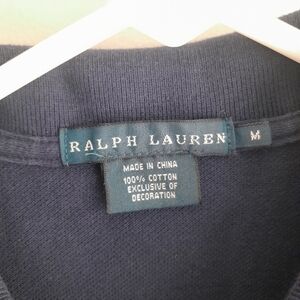 RALPH LAUREN
M
MADE IN CHINA
100% COTTON
EXCLUSIVE OF
DECORATION